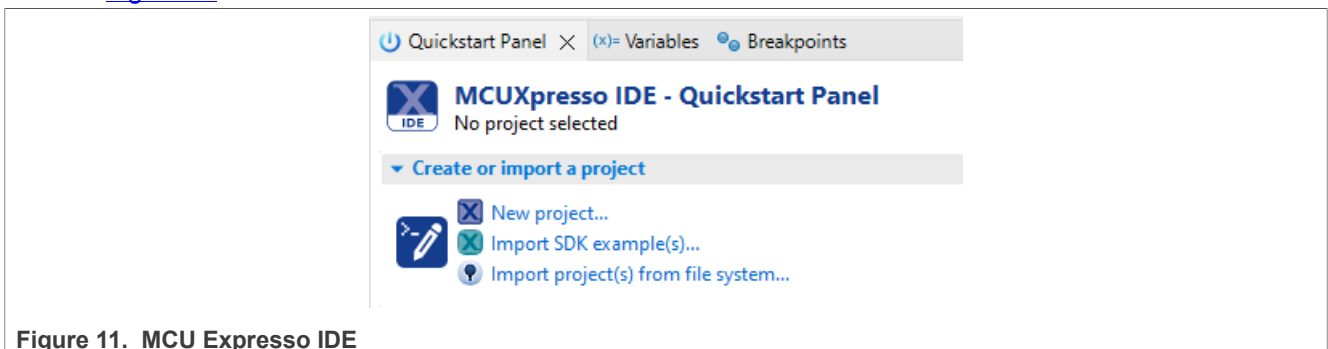 Quickstart Panel (x)= Variables Breakpoints
MCUXpresso IDE - Quickstart Panel
IDE No project selected
Create or import a project
New project...
Import SDK example(s)...
Import project(s) from file system...
Figure 11. MCU Expresso IDE